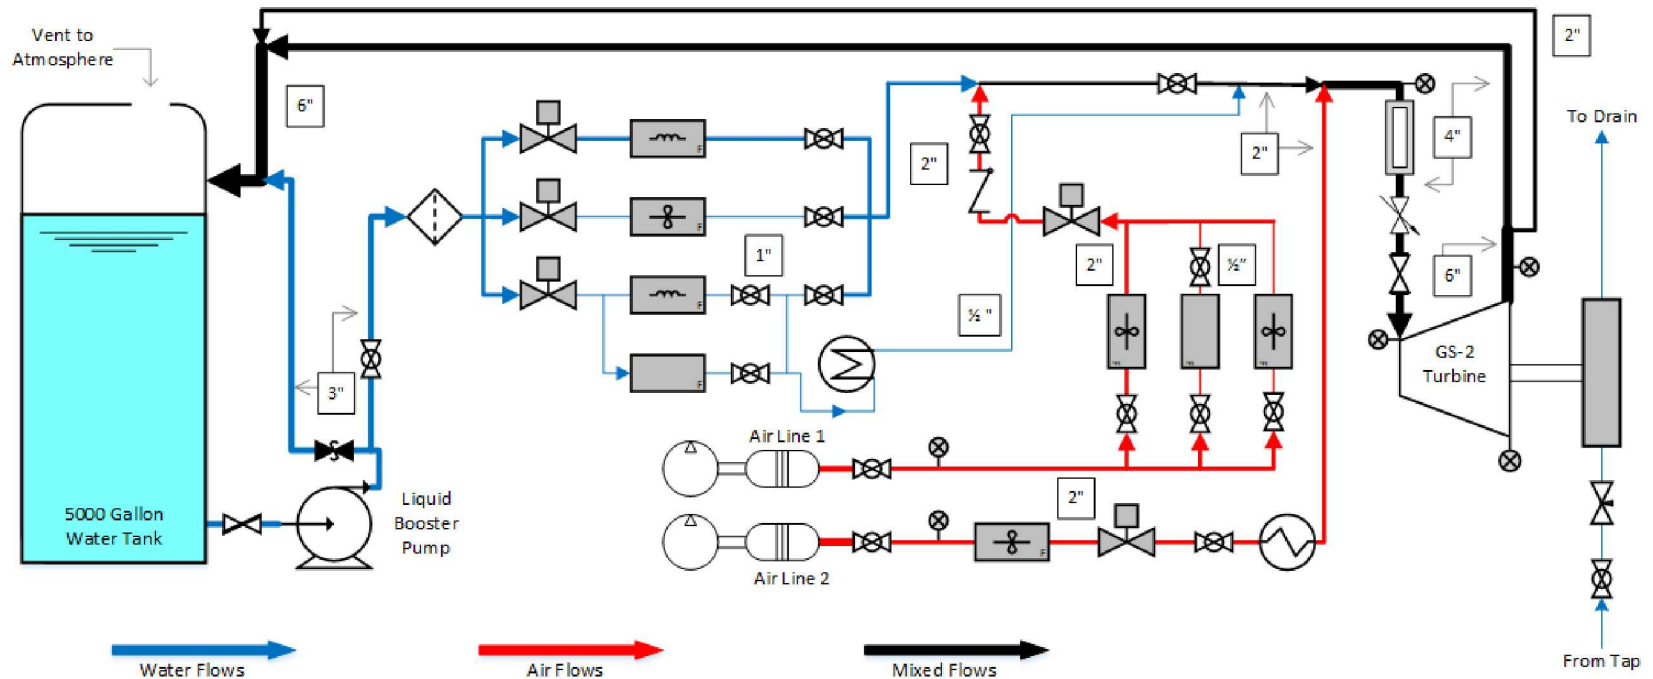 Vent to
Atmosphere
6"
2"
To Drain
4"
2"
2"
1"
2"
½"
6"
½ "
3"
GS-2
Turbine
Air Line 1
2"
Liquid
Booster
Pump
5000 Gallon
Water Tank
Air Line 2
F
F
F
F
F
F
F
Water Flows
Air Flows
Mixed Flows
From Tap